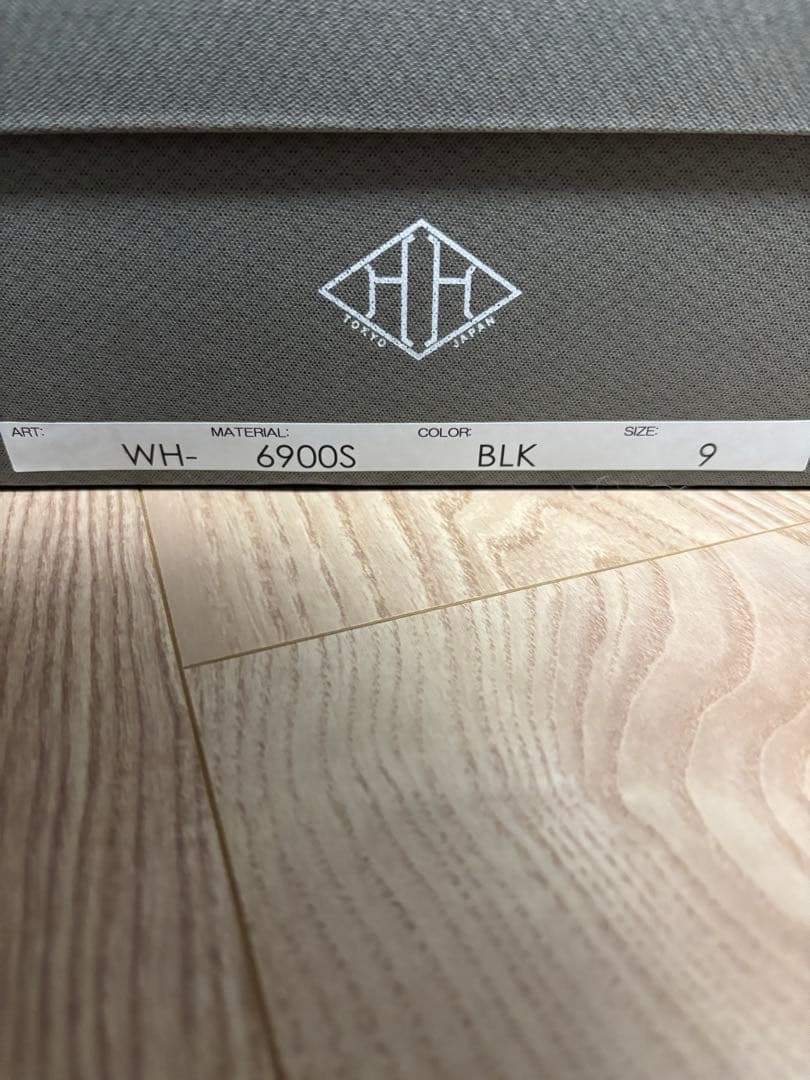 HH
TOKYO JAPAN
ART: MATERIAL: COLOR: SIZE:
WH- 6900S BLK 9